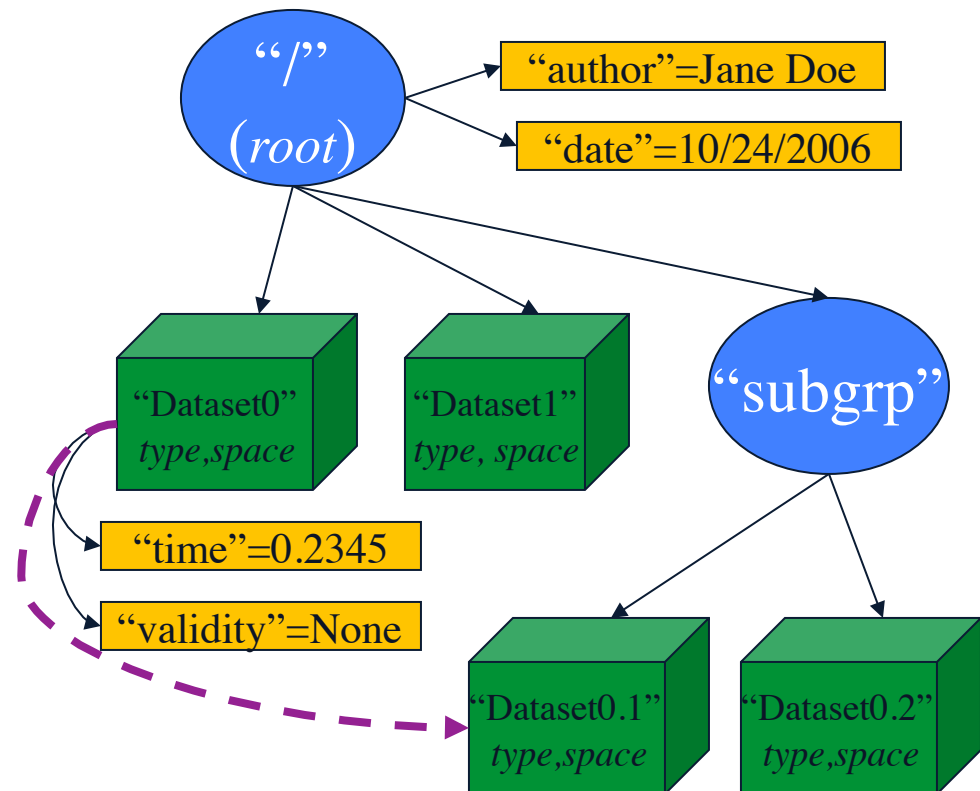 “/”
(root)
“author”=Jane Doe
“date”=10/24/2006
“Dataset0”
type,space
“Dataset1”
type, space
“subgrp”
“time”=0.2345
“validity”=None
“Dataset0.1”
type,space
“Dataset0.2”
type,space